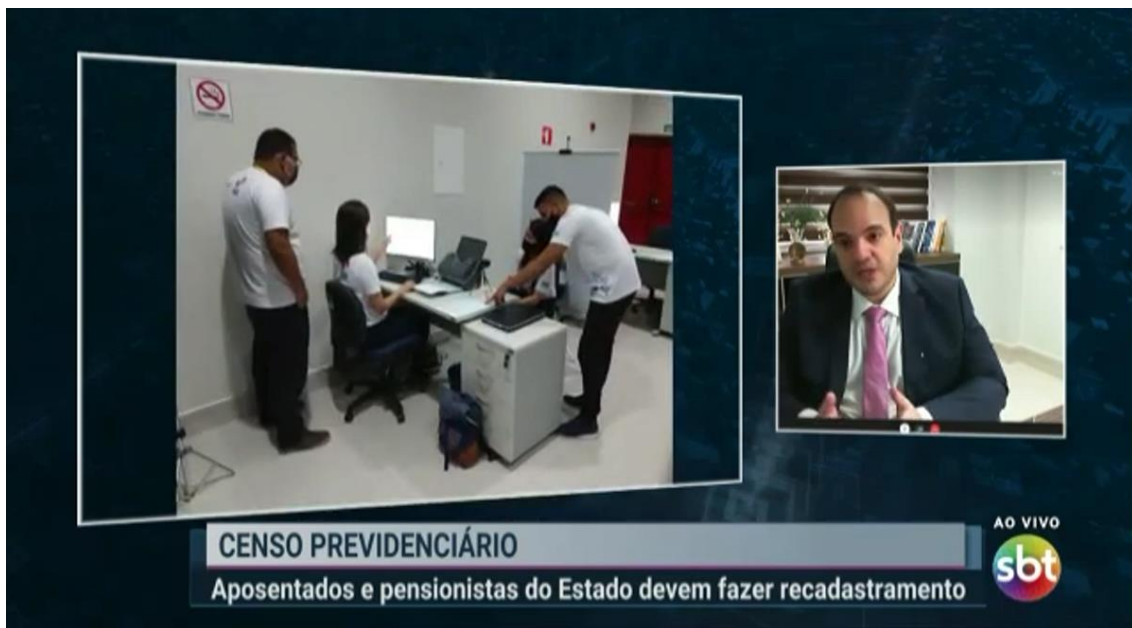 CENSO PREVIDENCIÁRIO
Aposentados e pensionistas do Estado devem fazer recadastramento
AO VIVO
sbt